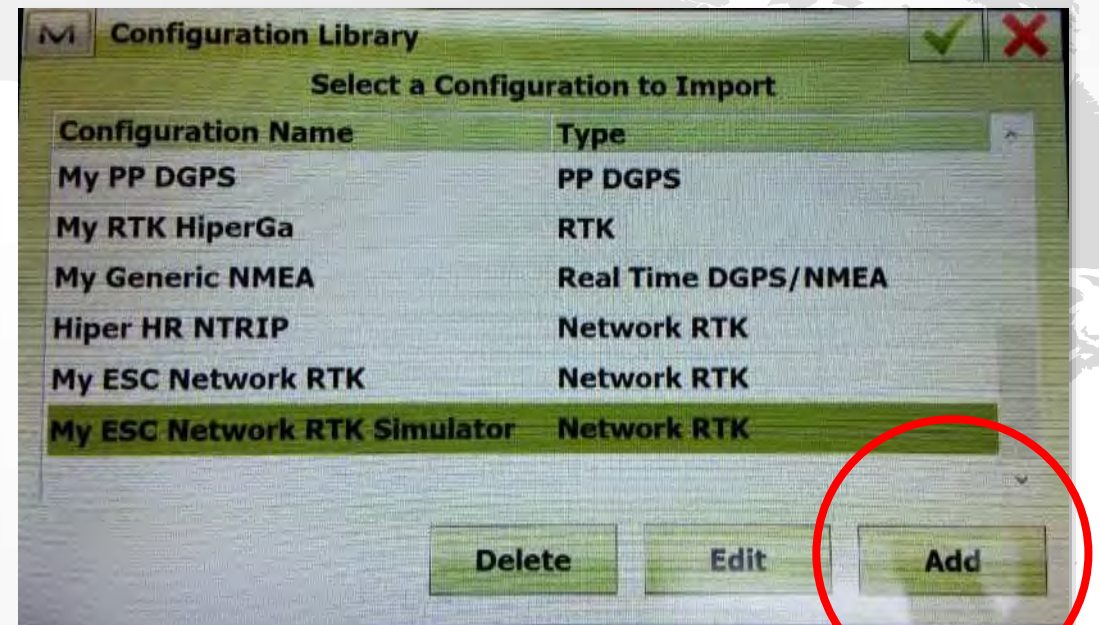 Configuration Library
Select a Configuration to Import
Configuration Name Type
My PP DGPS PP DGPS
My RTK HiperGa RTK
My Generic NMEA Real Time DGPS/NMEA
Hiper HR NTRIP Network RTK
My ESC Network RTK Network RTK
My ESC Network RTK Simulator Network RTK
Delete Edit Add